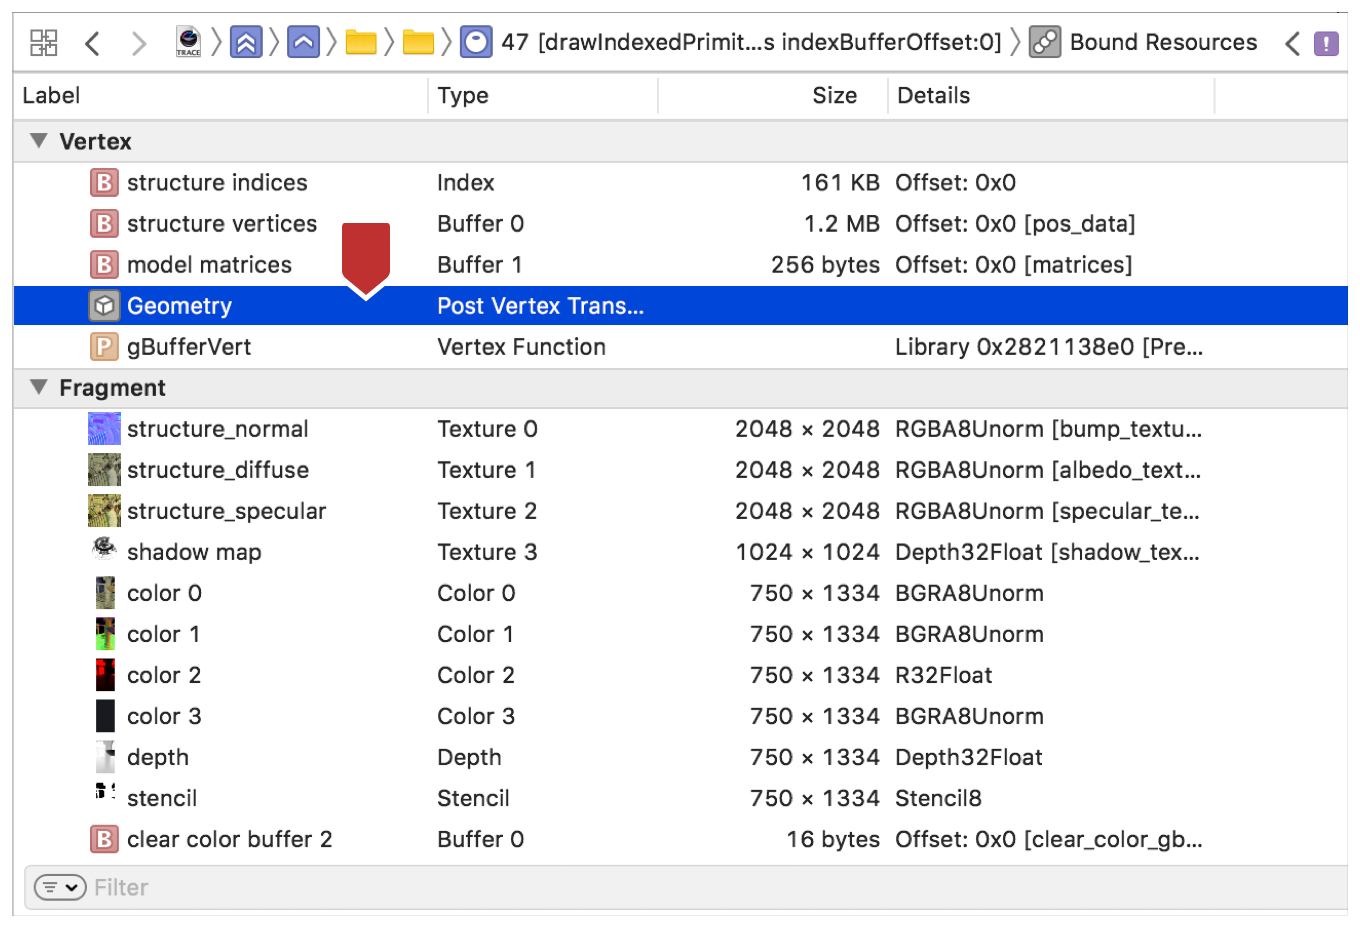 TRACE 47 [drawIndexedPrimit...s indexBufferOffset:0] Bound Resources
Label Type Size Details
Vertex
B structure indices Index 161 KB Offset: 0x0
B structure vertices Buffer 0 1.2 MB Offset: 0x0 [pos_data]
B model matrices Buffer 1 256 bytes Offset: 0x0 [matrices]
Geometry Post Vertex Trans...
P gBufferVert Vertex Function Library 0x2821138e0 [Pre...
Fragment
structure_normal Texture 0 2048 × 2048 RGBA8Unorm [bump_textu...
structure_diffuse Texture 1 2048 × 2048 RGBA8Unorm [albedo_text...
structure_specular Texture 2 2048 × 2048 RGBA8Unorm [specular_te...
shadow map Texture 3 1024 × 1024 Depth32Float [shadow_tex...
color 0 Color 0 750 × 1334 BGRA8Unorm
color 1 Color 1 750 × 1334 BGRA8Unorm
color 2 Color 2 750 × 1334 R32Float
color 3 Color 3 750 × 1334 BGRA8Unorm
depth Depth 750 × 1334 Depth32Float
stencil Stencil 750 × 1334 Stencil8
B clear color buffer 2 Buffer 0 16 bytes Offset: 0x0 [clear_color_gb...
Filter